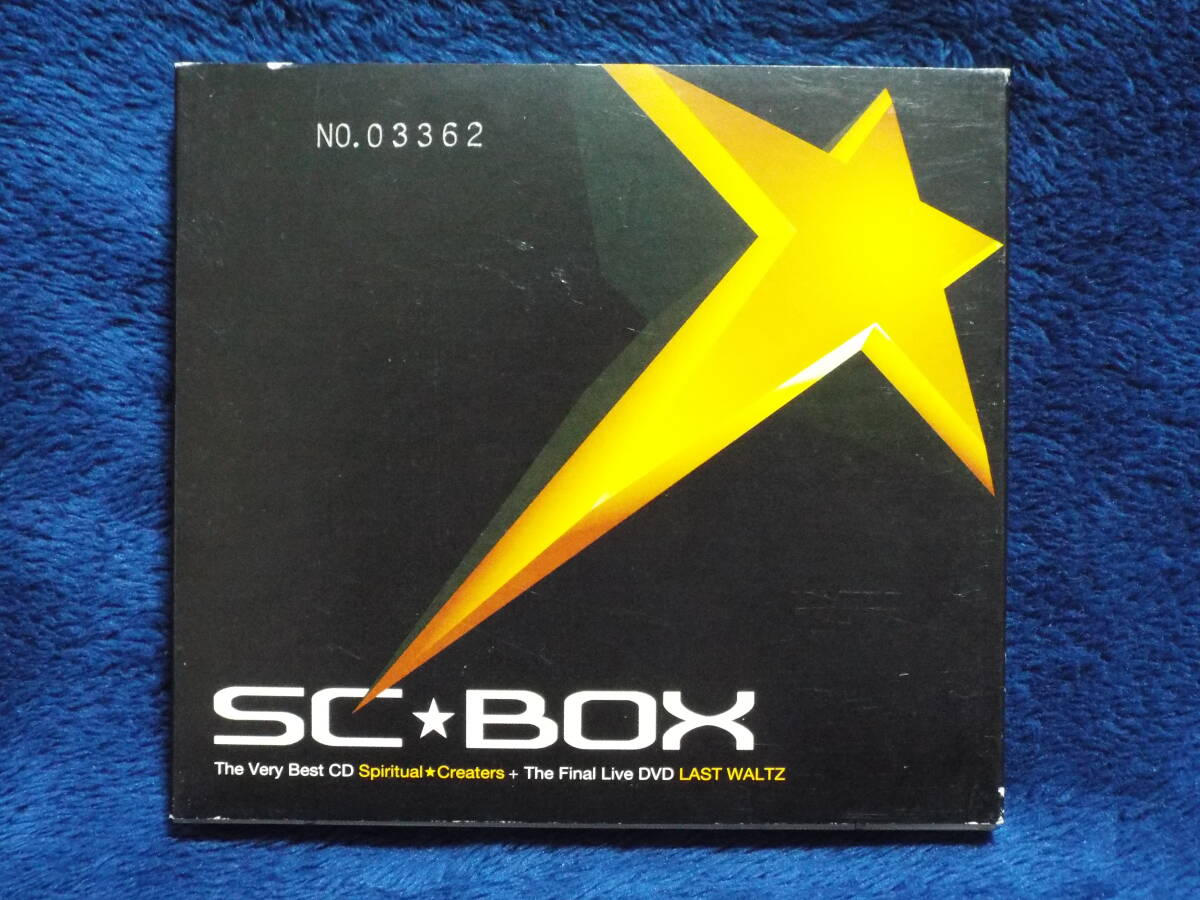 NO.03362
SC★BOX
The Very Best CD Spiritual★Creaters + The Final Live DVD LAST WALTZ